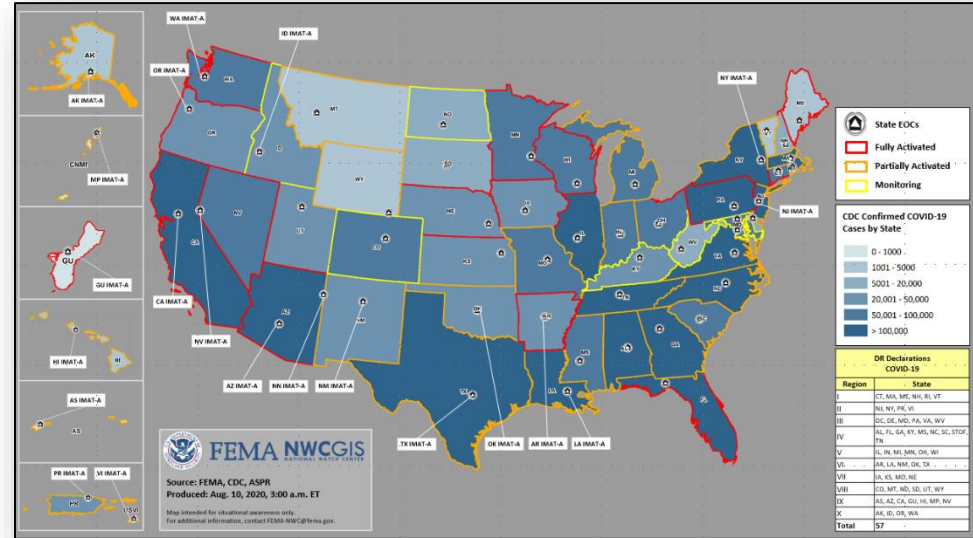 WA IMAT-A
ID IMAT-A
OR IMAT-A
NY IMAT-A
AK
AK IMAT-A
CNMI
MP IMAT-A
GU
GU IMAT-A
HI
HI IMAT-A
AS IMAT-A
AS
PR IMAT-A
VI IMAT-A
PR
USVI
WA
OR
CA
NV
ID
MT
WY
UT
CO
AZ
NM
ND
SD
NE
KS
OK
TX
MN
IA
MO
AR
LA
WI
IL
MI
IN
OH
KY
TN
MS
AL
GA
FL
SC
NC
VA
WV
PA
NY
VT
ME
NJ IMAT-A
CA IMAT-A
NV IMAT-A
AZ IMAT-A
NN IMAT-A
NM IMAT-A
TX IMAT-A
OK IMAT-A
AR IMAT-A
LA IMAT-A
FEMA NWCGIS
NATIONAL WATCH CENTER
Source: FEMA, CDC, ASPR
Produced: Aug. 10, 2020, 3:00 a.m. ET
Map intended for situational awareness only.
For additional information, contact FEMA-NWC@fema.gov.
State EOCs
Fully Activated
Partially Activated
Monitoring
CDC Confirmed COVID-19
Cases by State
0 - 1000
1001 - 5000
5001 - 20,000
20,001 - 50,000
50,001 - 100,000
> 100,000
DR Declarations
COVID-19
Region State
I CT, MA, ME, NH, RI, VT
II NJ, NY, PR, VI
III DC, DE, MD, PA, VA, WV
IV AL, FL, GA, KY, MS, NC, SC, STOF,
TN
V IL, IN, MI, MN, OH, WI
VI AR, LA, NM, OK, TX
VII IA, KS, MO, NE
VIII CO, MT, ND, SD, UT, WY
IX AS, AZ, CA, GU, HI, MP, NV
X AK, ID, OR, WA
Total 57